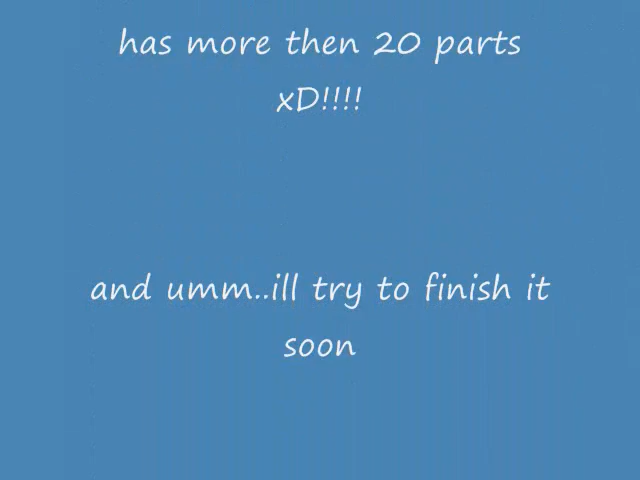 has more then 20 parts
xD!!!!
and umm..ill try to finish it
soon